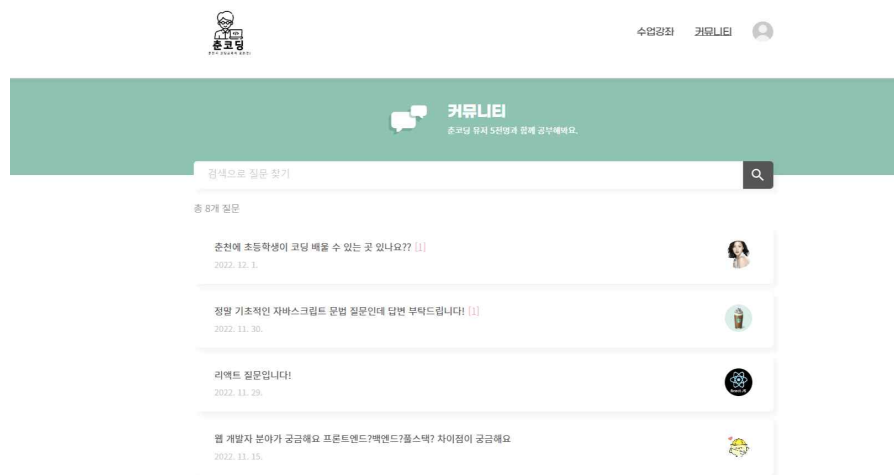 춘코딩
수업강좌
커뮤니티
커뮤니티
춘코딩 유저 5천명과 함께 공부해봐요.
검색으로 질문 찾기
총 8개 질문
춘천에 초등학생이 코딩 배울 수 있는 곳 있나요?? [1]
2022. 12. 1.
정말 기초적인 자바스크립트 문법 질문인데 답변 부탁드립니다! [1]
2022. 11. 30.
리액트 질문입니다!
2022. 11. 29.
웹 개발자 분야가 궁금해요 프론트엔드?백엔드?풀스택? 차이점이 궁금해요
2022. 11. 15.